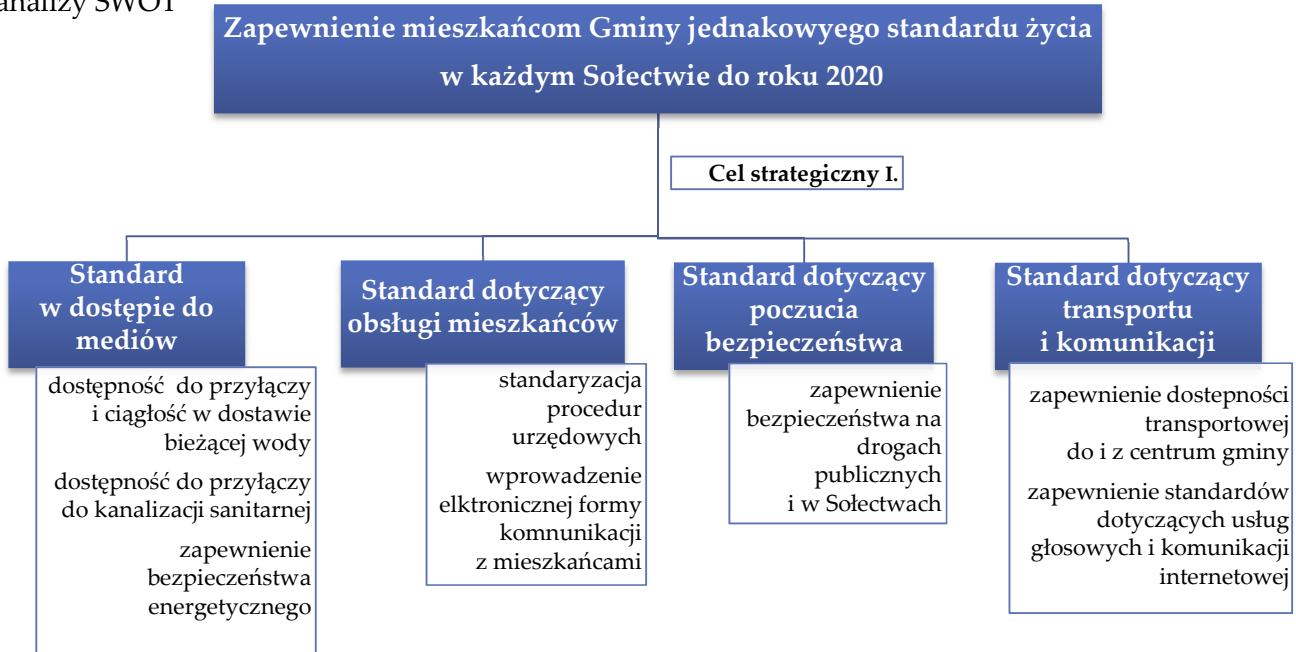 analizy SWOT
Zapewnienie mieszkańcom Gminy jednakowyego standardu życia
w każdym Sołectwie do roku 2020
Cel strategiczny I.
Standard
w dostępie do
mediów
dostępność do przyłączy
i ciągłość w dostawie
bieżącej wody
dostępność do przyłączy
do kanalizacji sanitarnej
zapewnienie
bezpieczeństwa
energetycznego
Standard dotyczący
obsługi mieszkańców
standaryzacja
procedur
urzędowych
wprowadzenie
elktronicznej formy
komnunikacji
z mieszkańcami
Standard dotyczący
poczucia
bezpieczeństwa
zapewnienie
bezpieczeństwa na
drogach
publicznych
i w Sołectwach
Standard dotyczący
transportu
i komunikacji
zapewnienie dostepności
transportowej
do i z centrum gminy
zapewnienie standardów
dotyczących usług
głosowych i komunikacji
internetowej